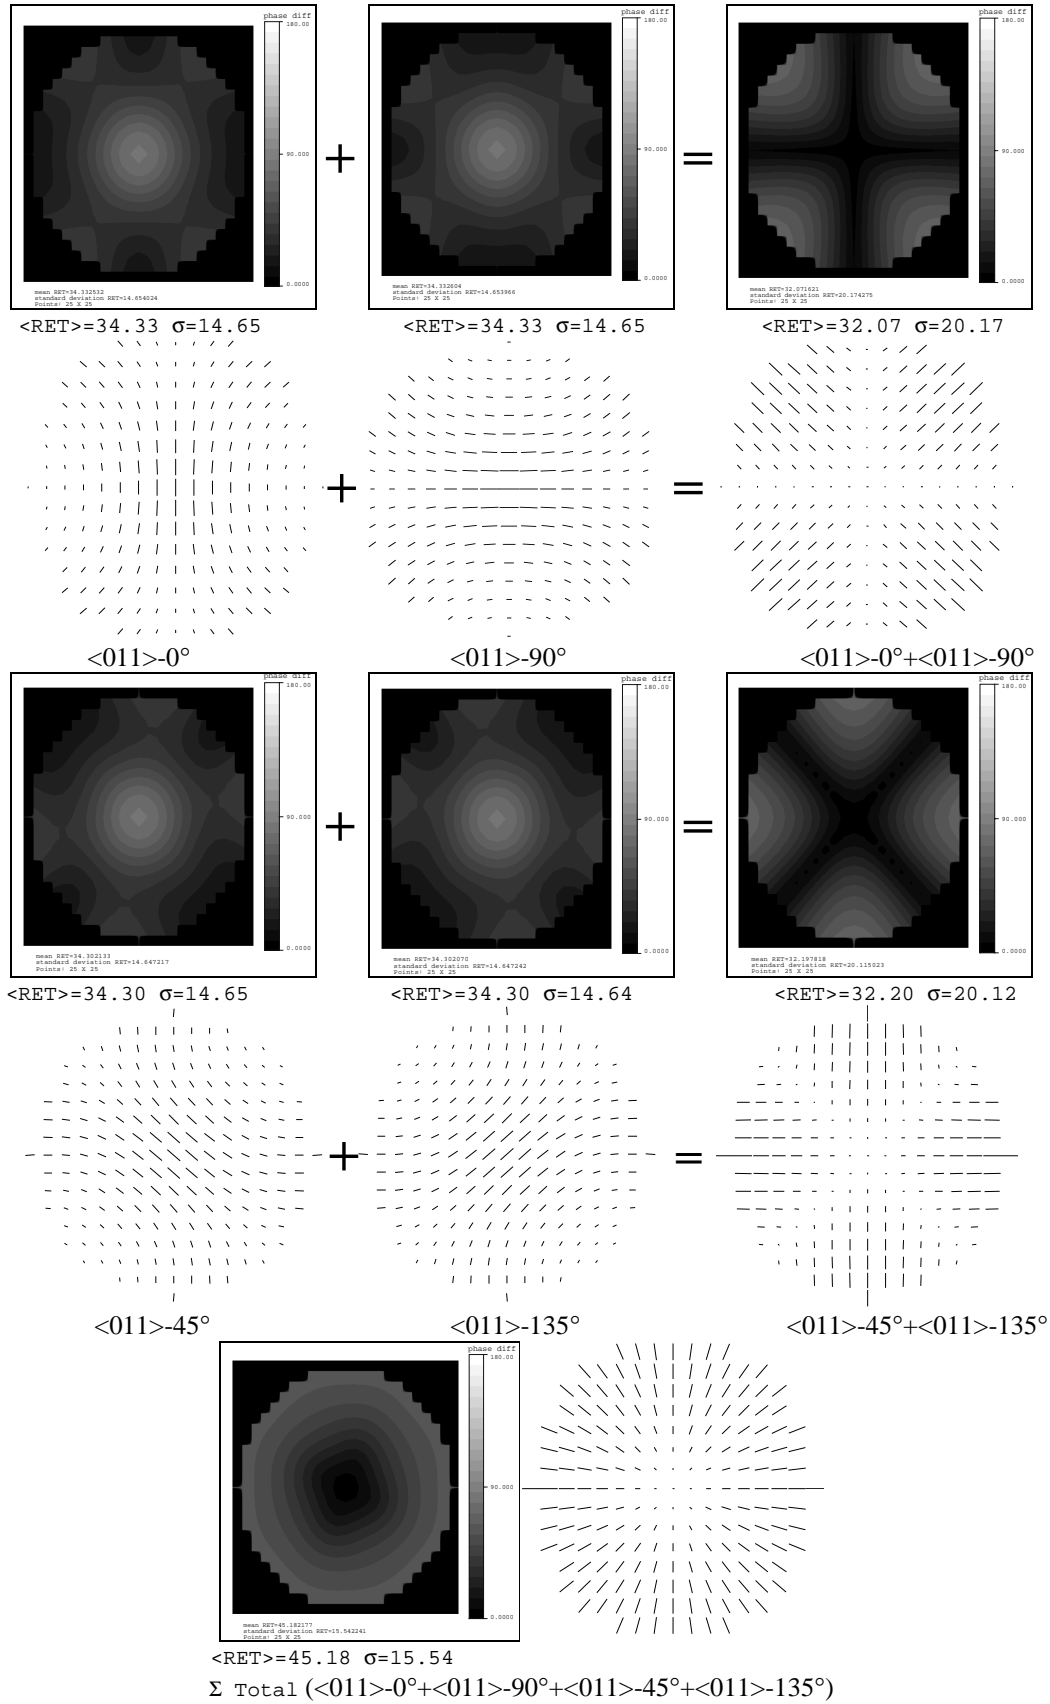 phase diff
180.00
90.000
0.0000
mean RET=34.332532
standard deviation RET=14.654024
Points: 25 X 25
+
phase diff
180.00
90.000
0.0000
mean RET=34.332604
standard deviation RET=14.653966
Points: 25 X 25
=
phase diff
180.00
90.000
0.0000
mean RET=32.071621
standard deviation RET=20.174275
Points: 25 X 25
<RET>=34.33 σ=14.65
<RET>=34.33 σ=14.65
<RET>=32.07 σ=20.17
+
=
<011>-0°
<011>-90°
<011>-0°+<011>-90°
phase diff
180.00
90.000
0.0000
mean RET=34.302133
standard deviation RET=14.647217
Points: 25 X 25
+
phase diff
180.00
90.000
0.0000
mean RET=34.302070
standard deviation RET=14.647242
Points: 25 X 25
=
phase diff
180.00
90.000
0.0000
mean RET=32.197818
standard deviation RET=20.115023
Points: 25 X 25
<RET>=34.30 σ=14.65
<RET>=34.30 σ=14.64
<RET>=32.20 σ=20.12
+
=
<011>-45°
<011>-135°
<011>-45°+<011>-135°
phase diff
180.00
90.000
0.0000
mean RET=45.182177
standard deviation RET=15.542241
Points: 25 X 25
<RET>=45.18 σ=15.54
Σ Total (<011>-0°+<011>-90°+<011>-45°+<011>-135°)